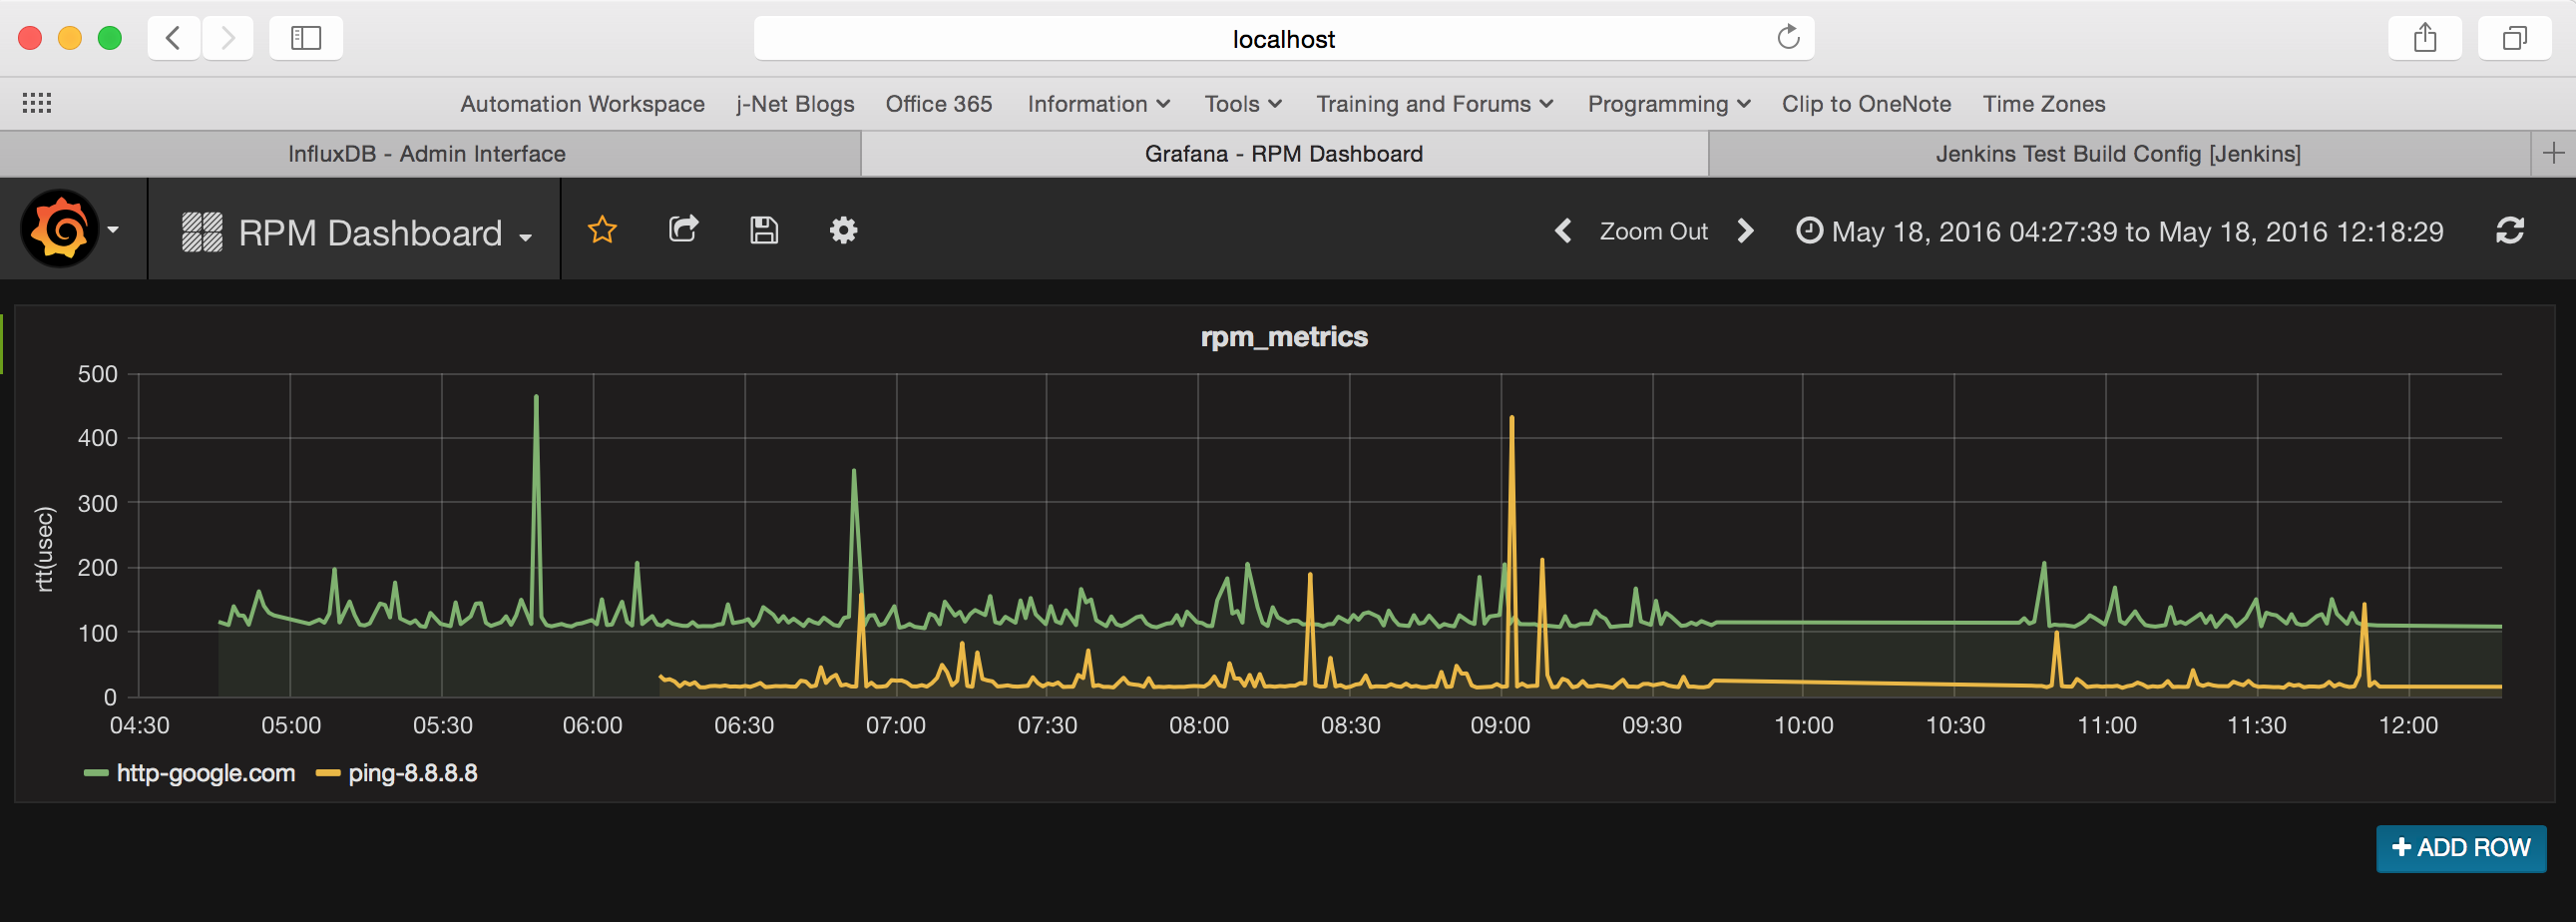 localhost
Automation Workspace j-Net Blogs Office 365 Information Tools Training and Forums Programming Clip to OneNote Time Zones
InfluxDB - Admin Interface Grafana - RPM Dashboard Jenkins Test Build Config [Jenkins]
RPM Dashboard Zoom Out May 18, 2016 04:27:39 to May 18, 2016 12:18:29
rpm_metrics
500
400
300
200
100
0
rtt(usec)
04:30 05:00 05:30 06:00 06:30 07:00 07:30 08:00 08:30 09:00 09:30 10:00 10:30 11:00 11:30 12:00
http-google.com ping-8.8.8.8
ADD ROW